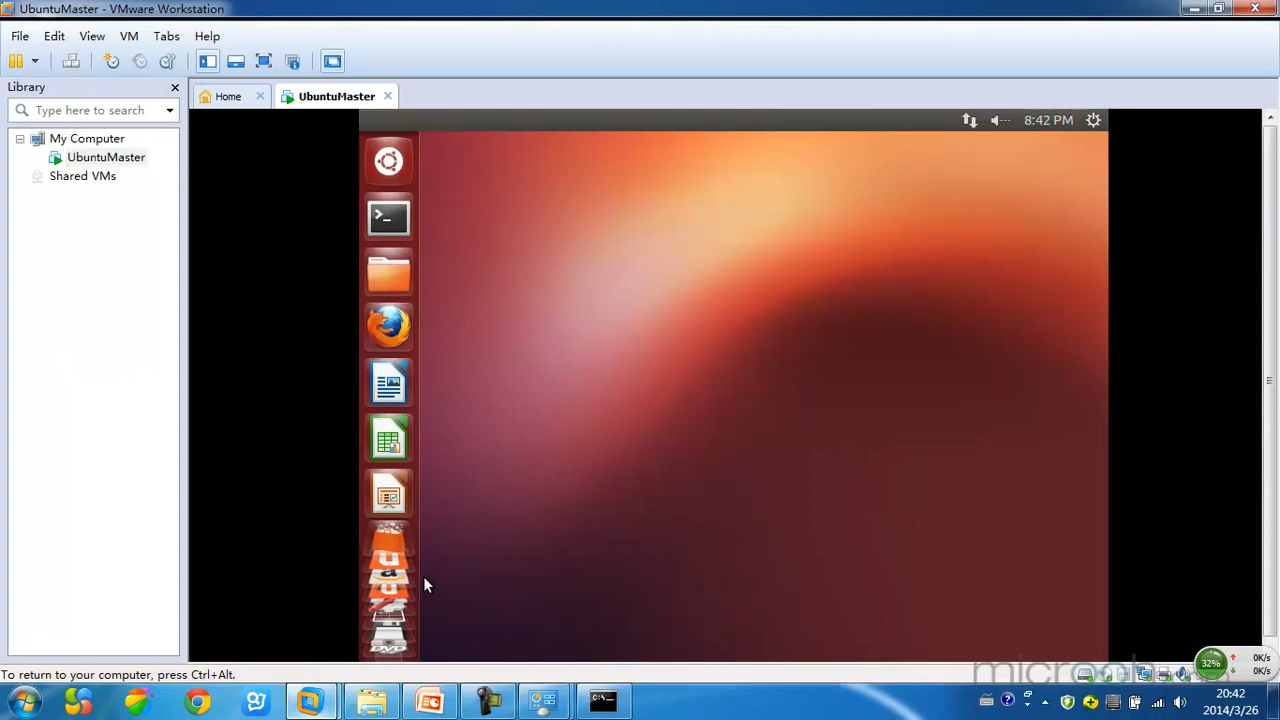 UbuntuMaster - VMware Workstation
File Edit View VM Tabs Help
Library
Type here to search
My Computer
UbuntuMaster
Shared VMs
Home
UbuntuMaster
8:42 PM
>_
a
DVD
To return to your computer, press Ctrl+Alt.
32%
0K/s
0K/s
C:\_
20:42
2014/3/26